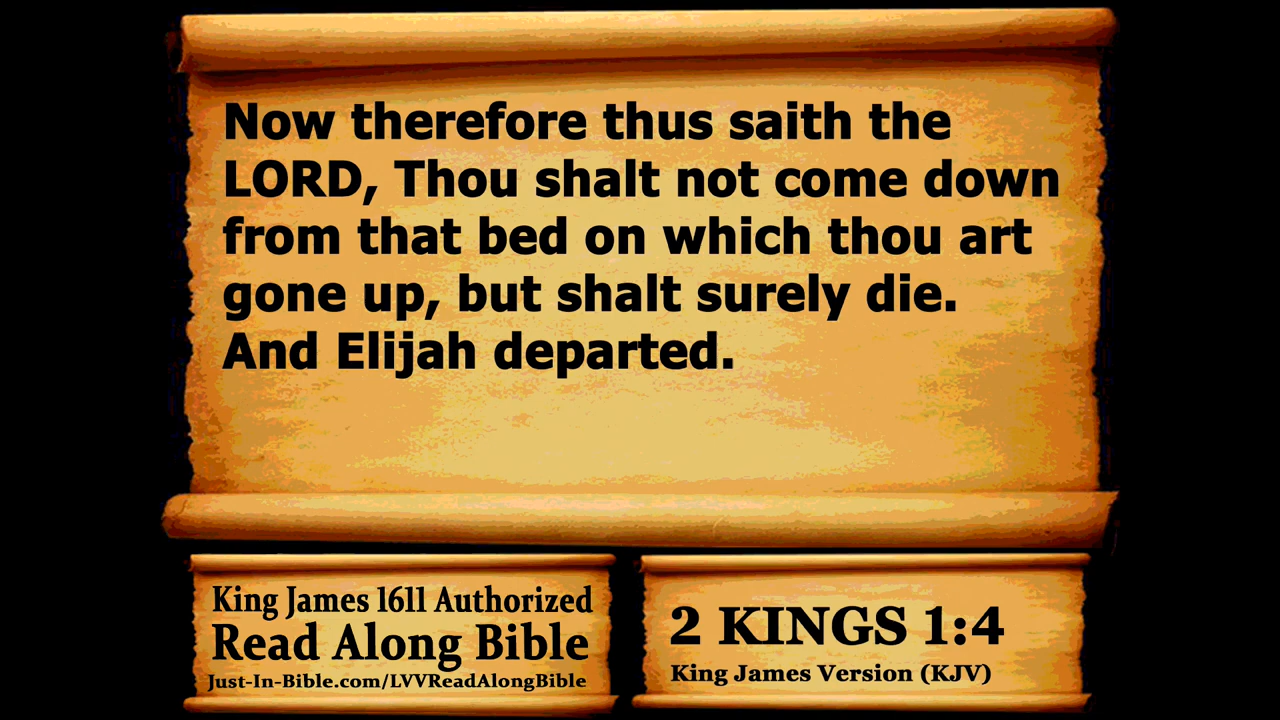 Now therefore thus saith the
LORD, Thou shalt not come down
from that bed on which thou art
gone up, but shalt surely die.
And Elijah departed.
King James 1611 Authorized
Read Along Bible
Just-In-Bible.com/LVVReadAlongBible
2 KINGS 1:4
King James Version (KJV)